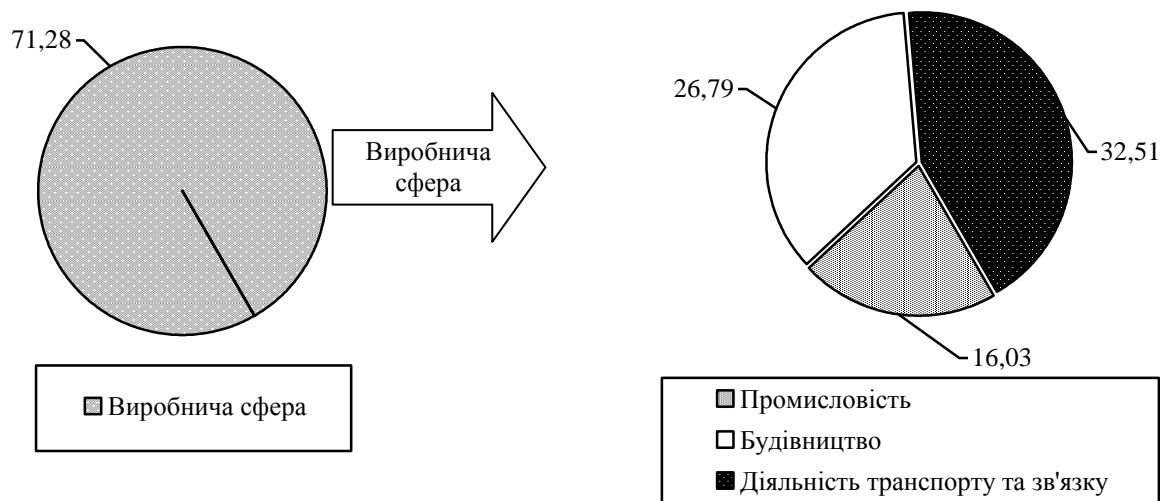 71,28
Виробнича
сфера
Виробнича сфера
26,79
32,51
16,03
Промисловість
Будівництво
Діяльність транспорту та зв'язку